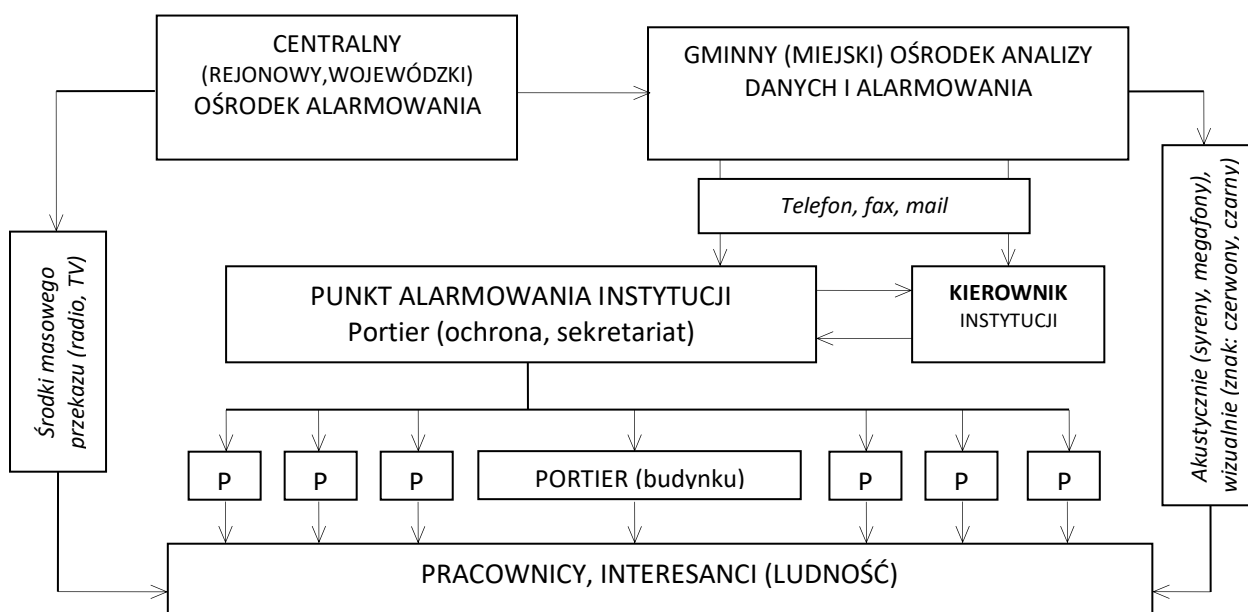 CENTRALNY
(REJONOWY,WOJEWÓDZKI)
OŚRODEK ALARMOWANIA
GMINNY (MIEJSKI) OŚRODEK ANALIZY
DANYCH I ALARMOWANIA
Telefon, fax, mail
Środki masowego
przekazu (radio, TV)
PUNKT ALARMOWANIA INSTYTUCJI
Portier (ochrona, sekretariat)
KIEROWNIK
INSTYTUCJI
Akustycznie (syreny, megafony),
wizualnie (znak: czerwony, czarny)
P
P
P
PORTIER (budynku)
P
P
P
PRACOWNICY, INTERESANCI (LUDNOŚĆ)